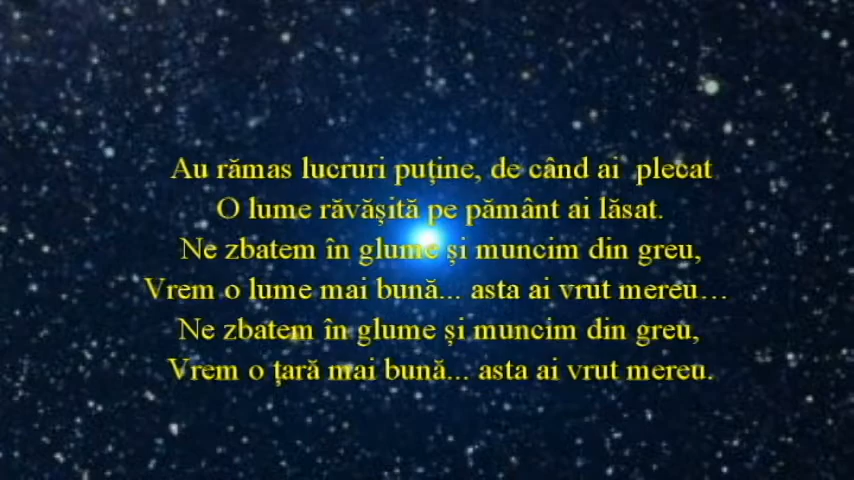 Au rămas lucruri puține, de când ai plecat
O lume răvășită pe pământ ai lăsat.
Ne zbatem în glume și muncim din greu,
Vrem o lume mai bună... asta ai vrut mereu…
Ne zbatem în glume și muncim din greu,
Vrem o țară mai bună... asta ai vrut mereu.